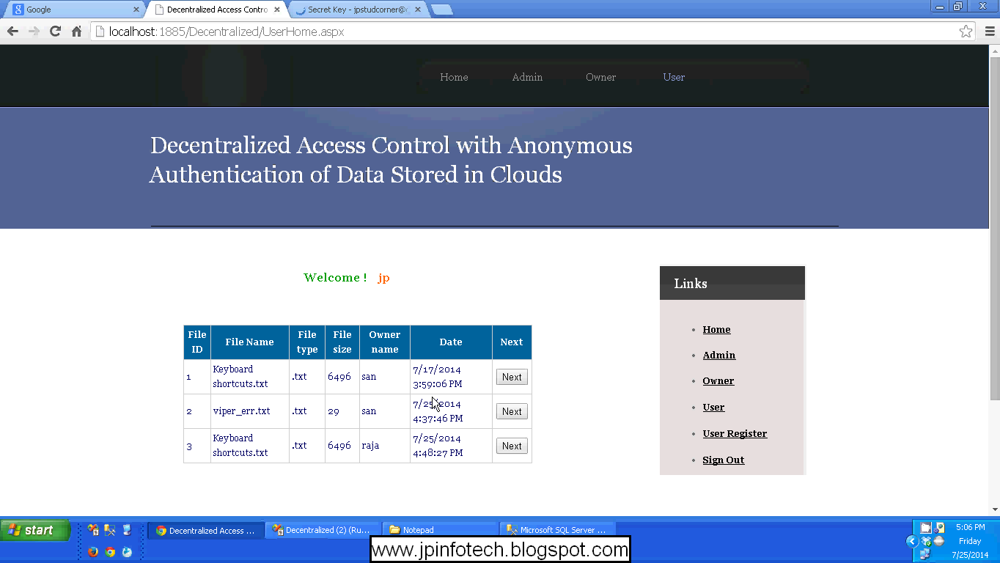 Google
Decentralized Access Contro
Secret Key - jpstudcorner@
localhost:1885/Decentralized/UserHome.aspx
Home Admin Owner User
Decentralized Access Control with Anonymous
Authentication of Data Stored in Clouds
Welcome ! jp
Links
Home
Admin
Owner
User
User Register
Sign Out
File ID File Name File type File size Owner name Date Next
1 Keyboard shortcuts.txt .txt 6496 san 7/17/2014 3:59:06 PM Next
2 viper_err.txt .txt 29 san 7/25/2014 4:37:46 PM Next
3 Keyboard shortcuts.txt .txt 6496 raja 7/25/2014 4:48:27 PM Next
start
Decentralized Access ...
Decentralized (2) (Ru...
Notepad
Microsoft SQL Server ...
5:06 PM
Friday
7/25/2014
www.jpinfotech.blogspot.com